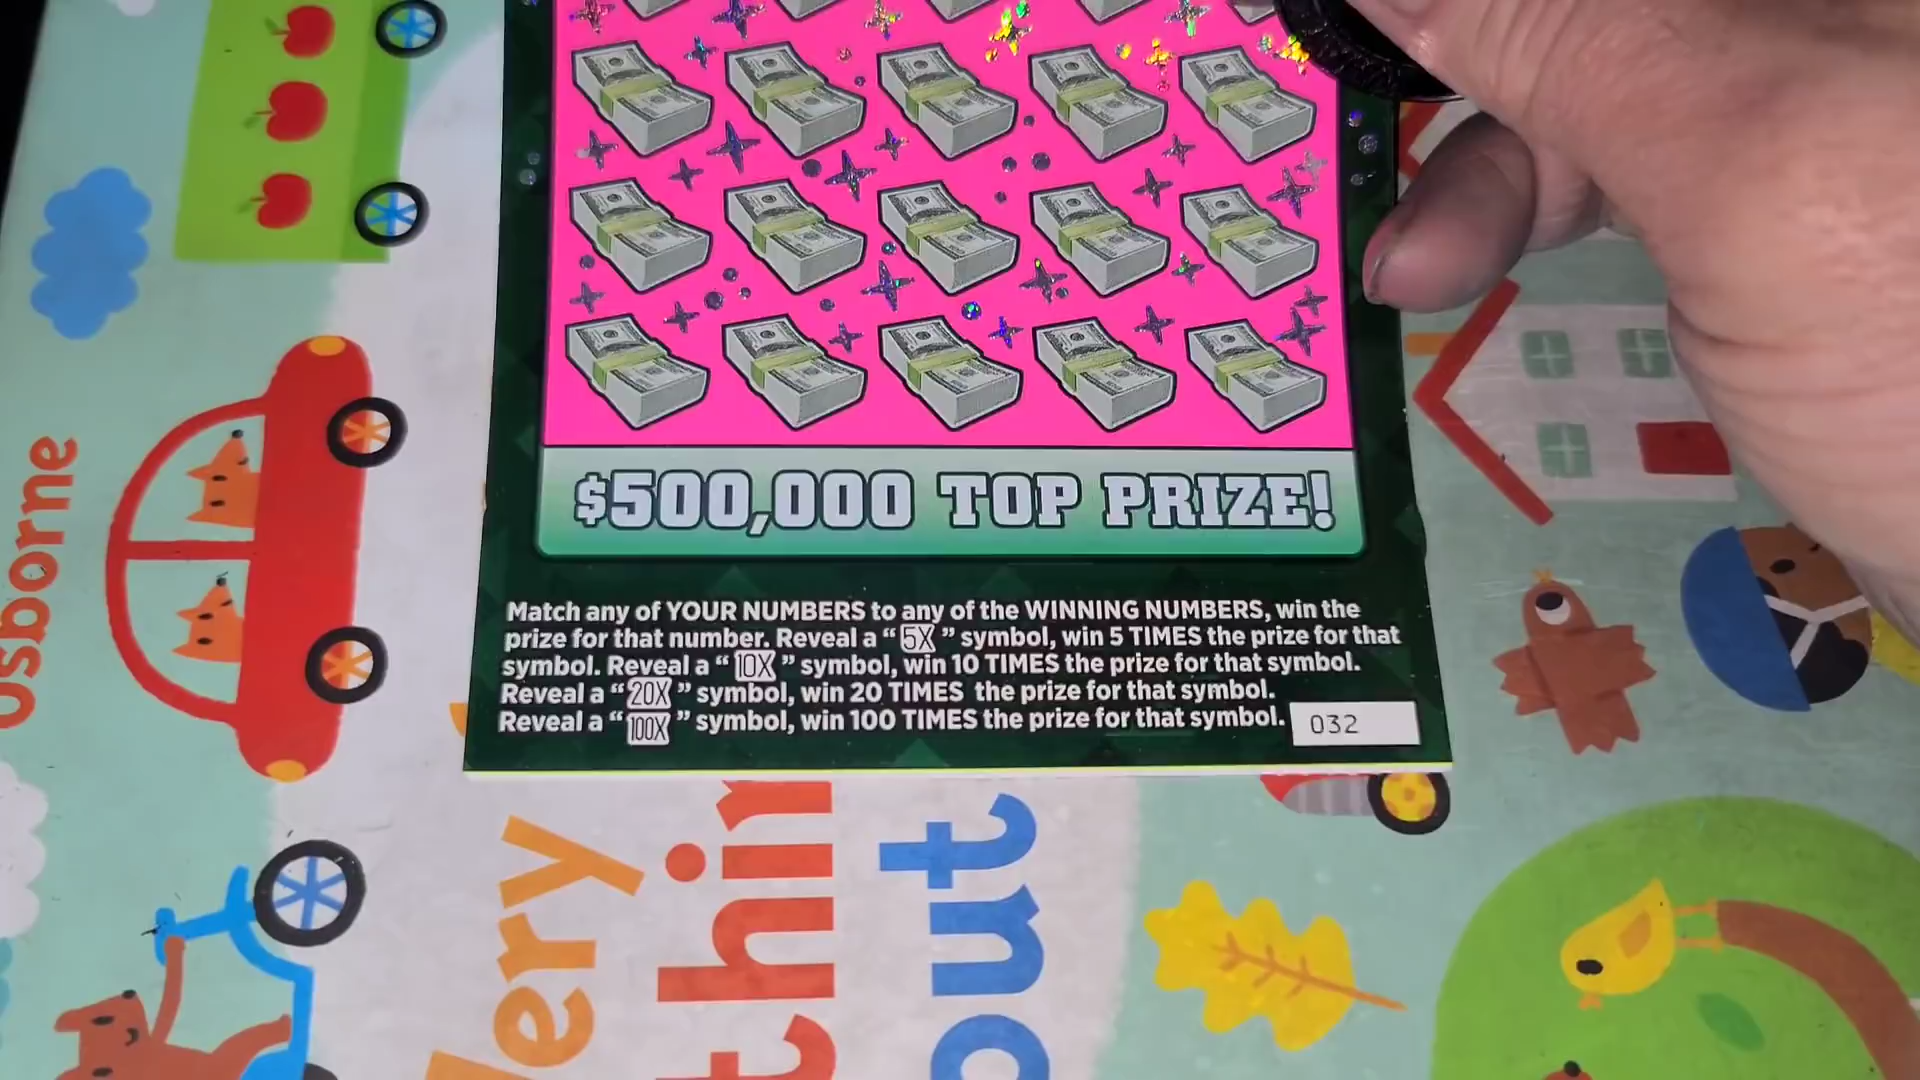 $500,000 TOP PRIZE!
Match any of YOUR NUMBERS to any of the WINNING NUMBERS, win the
prize for that number. Reveal a “ 5X ” symbol, win 5 TIMES the prize for that
symbol. Reveal a “ 10X ” symbol, win 10 TIMES the prize for that symbol.
Reveal a “ 20X ” symbol, win 20 TIMES the prize for that symbol.
Reveal a “ 100X ” symbol, win 100 TIMES the prize for that symbol.
032
Usborne